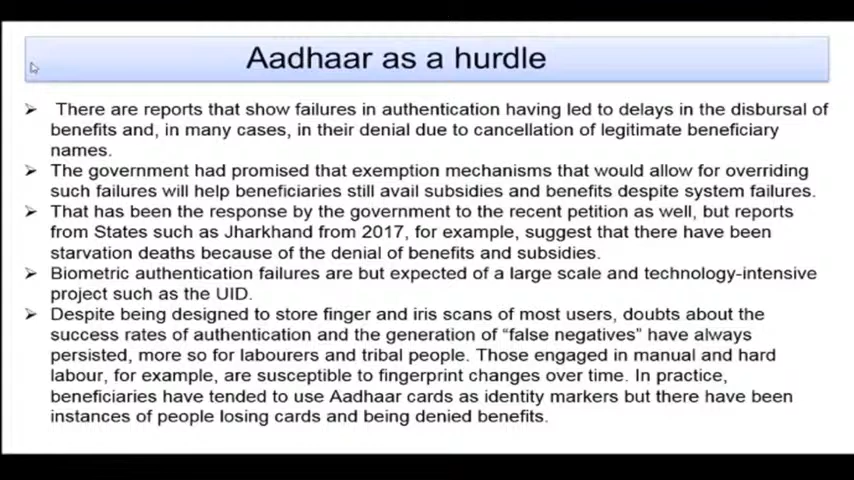 Aadhaar as a hurdle
➢ There are reports that show failures in authentication having led to delays in the disbursal of
benefits and, in many cases, in their denial due to cancellation of legitimate beneficiary
names.
➢ The government had promised that exemption mechanisms that would allow for overriding
such failures will help beneficiaries still avail subsidies and benefits despite system failures.
➢ That has been the response by the government to the recent petition as well, but reports
from States such as Jharkhand from 2017, for example, suggest that there have been
starvation deaths because of the denial of benefits and subsidies.
➢ Biometric authentication failures are but expected of a large scale and technology-intensive
project such as the UID.
➢ Despite being designed to store finger and iris scans of most users, doubts about the
success rates of authentication and the generation of “false negatives” have always
persisted, more so for labourers and tribal people. Those engaged in manual and hard
labour, for example, are susceptible to fingerprint changes over time. In practice,
beneficiaries have tended to use Aadhaar cards as identity markers but there have been
instances of people losing cards and being denied benefits.